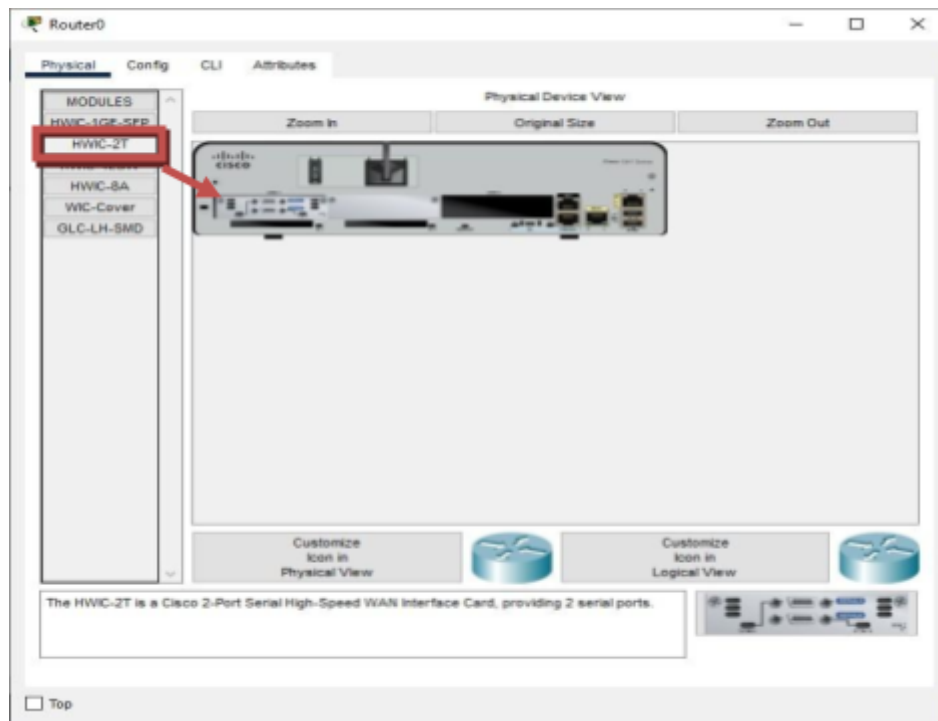 Router0
Physical Config CLI Attributes
MODULES
HWIC-1GE-SFP
HWIC-2T
HWIC-8A
WIC-Cover
GLC-LH-SMD
Physical Device View
Zoom In Original Size Zoom Out
CISCO
Customize
Icon in
Physical View
Customize
Icon in
Logical View
The HWIC-2T is a Cisco 2-Port Serial High-Speed WAN Interface Card, providing 2 serial ports.
Top